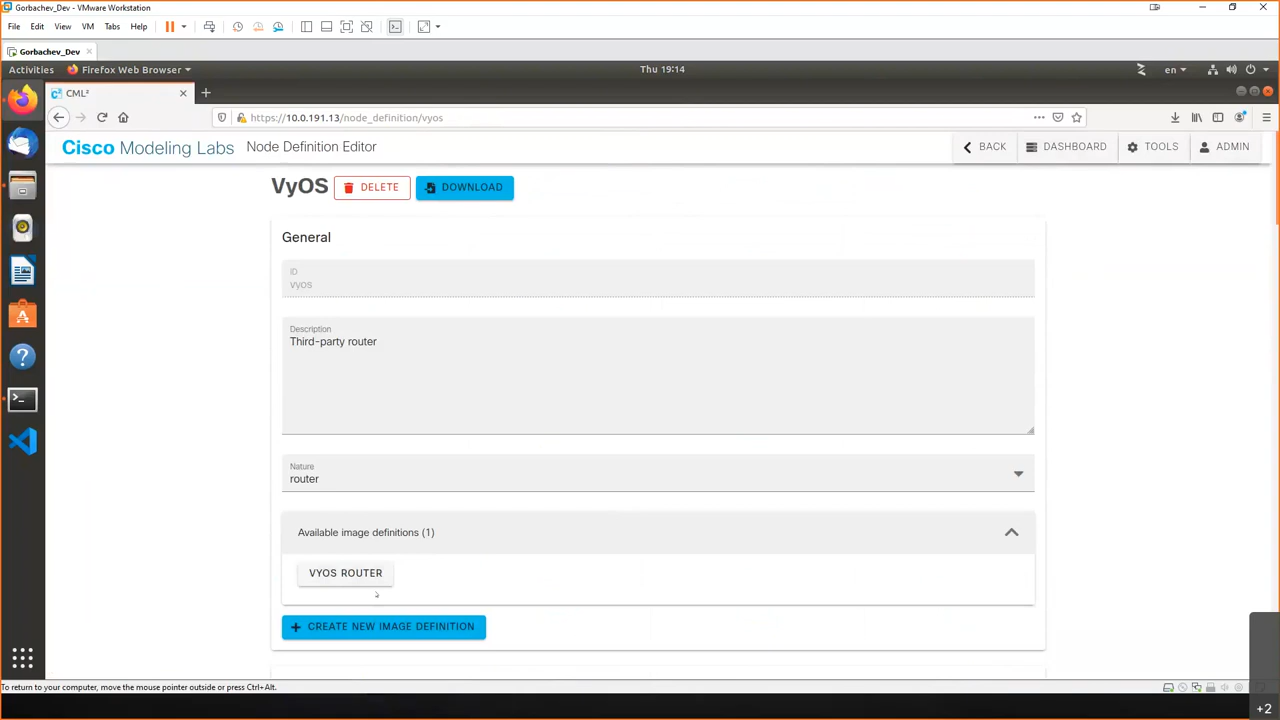 Gorbachev_Dev - VMware Workstation
File Edit View VM Tabs Help
Gorbachev_Dev
Activities Firefox Web Browser Thu 19:14 en
CML²
https://10.0.191.13/node_definition/vyos
Cisco Modeling Labs Node Definition Editor BACK DASHBOARD TOOLS ADMIN
VyOS DELETE DOWNLOAD
General
ID
vyos
Description
Third-party router
Nature
router
Available image definitions (1)
VYOS ROUTER
+ CREATE NEW IMAGE DEFINITION
To return to your computer, move the mouse pointer outside or press Ctrl+Alt.
+2